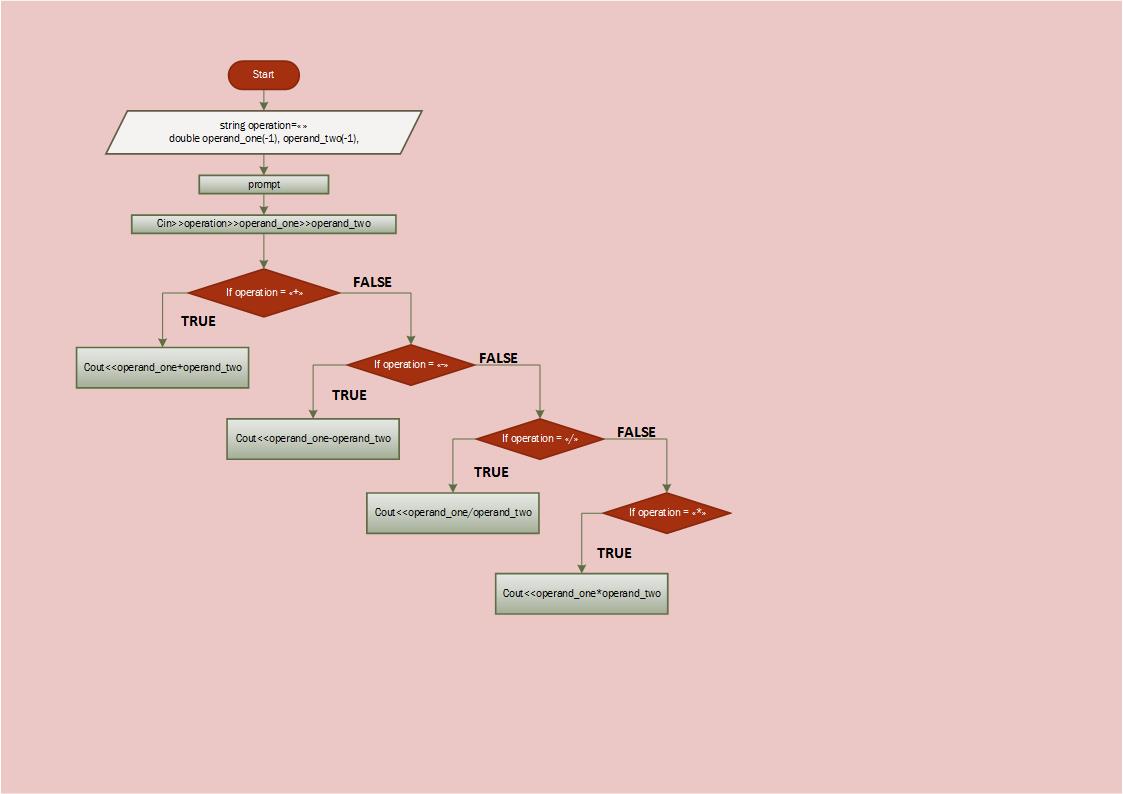 Start
string operation=«»
double operand_one(-1), operand_two(-1),
prompt
Cin>>operation>>operand_one>>operand_two
If operation = «+»
FALSE
TRUE
Cout<<operand_one+operand_two
If operation = «-»
FALSE
TRUE
Cout<<operand_one-operand_two
If operation = «/»
FALSE
TRUE
Cout<<operand_one/operand_two
If operation = «*»
TRUE
Cout<<operand_one*operand_two